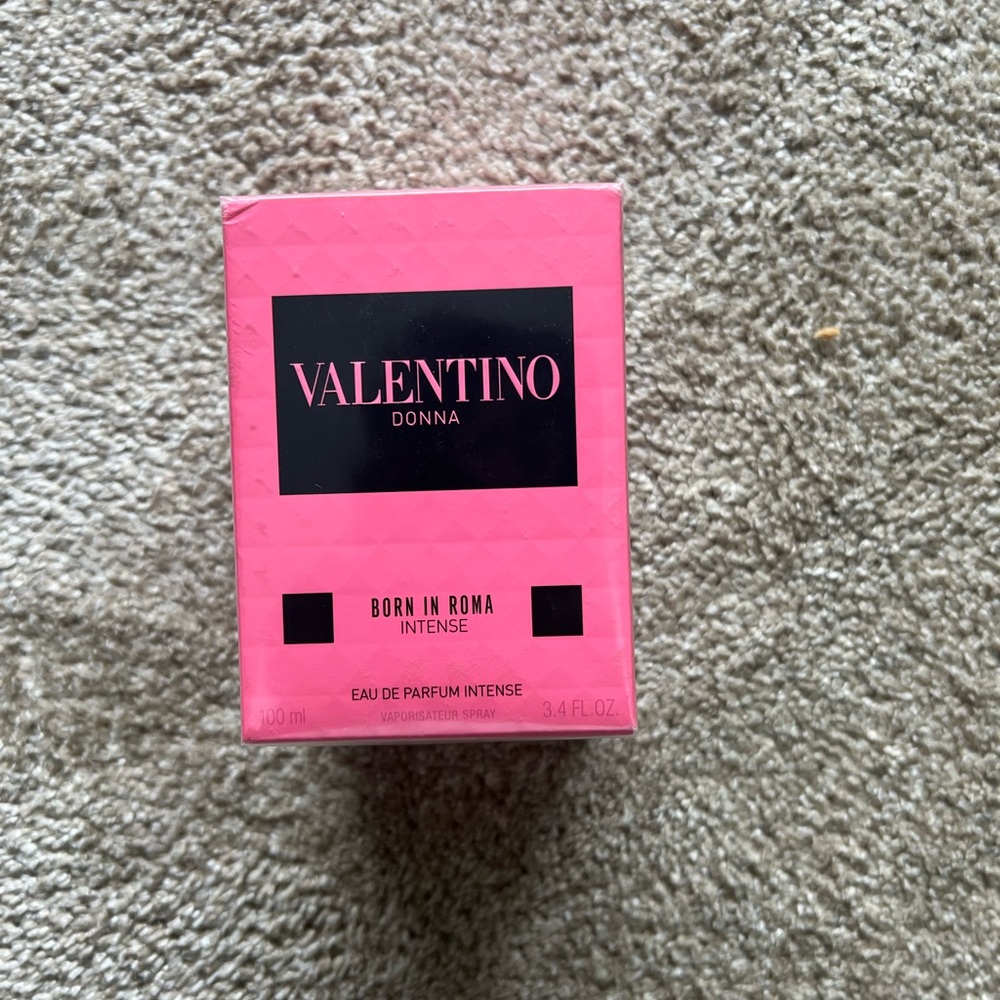 VALENTINO
DONNA
BORN IN ROMA
INTENSE
EAU DE PARFUM INTENSE
100 ml VAPORISATEUR SPRAY 3.4 FL.OZ.